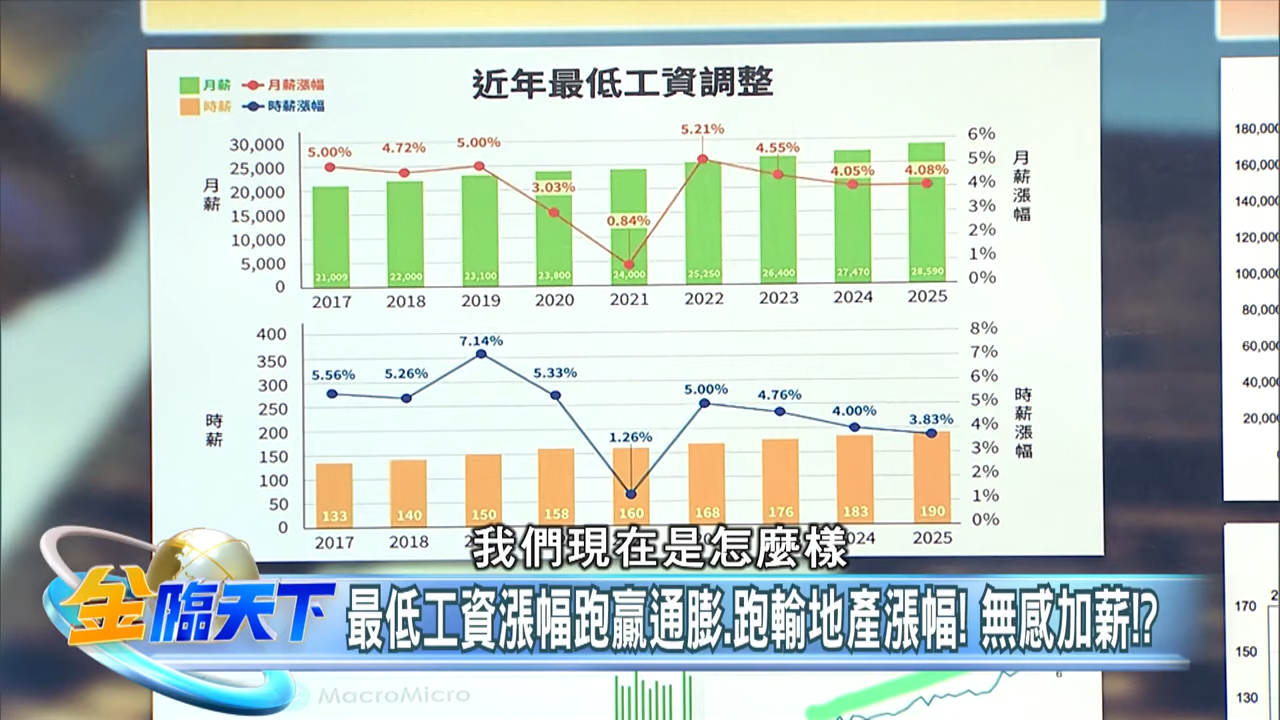 近年最低工資調整
月薪 月薪漲幅
時薪 時薪漲幅
30,000
25,000
20,000
15,000
10,000
5,000
0
月薪
5.00% 4.72% 5.00% 3.03% 0.84% 5.21% 4.55% 4.05% 4.08%
21,009 22,000 23,100 23,800 24,000 25,250 26,400 27,470 28,590
2017 2018 2019 2020 2021 2022 2023 2024 2025
6%
5%
4%
3%
2%
1%
0%
月薪漲幅
400
350
300
250
200
150
100
50
0
時薪
5.56% 5.26% 7.14% 5.33% 1.26% 5.00% 4.76% 4.00% 3.83%
133 140 150 158 160 168 176 183 190
2017 2018 024 2025
8%
7%
6%
5%
4%
3%
2%
1%
0%
時薪漲幅
180,000
160,000
140,000
120,000
100,000
80,000
60,000
40,000
20,000
我們現在是怎麼樣
金臨天下
最低工資漲幅跑贏通膨.跑輸地產漲幅! 無感加薪!?
MacroMicro
6
2
170
150
130